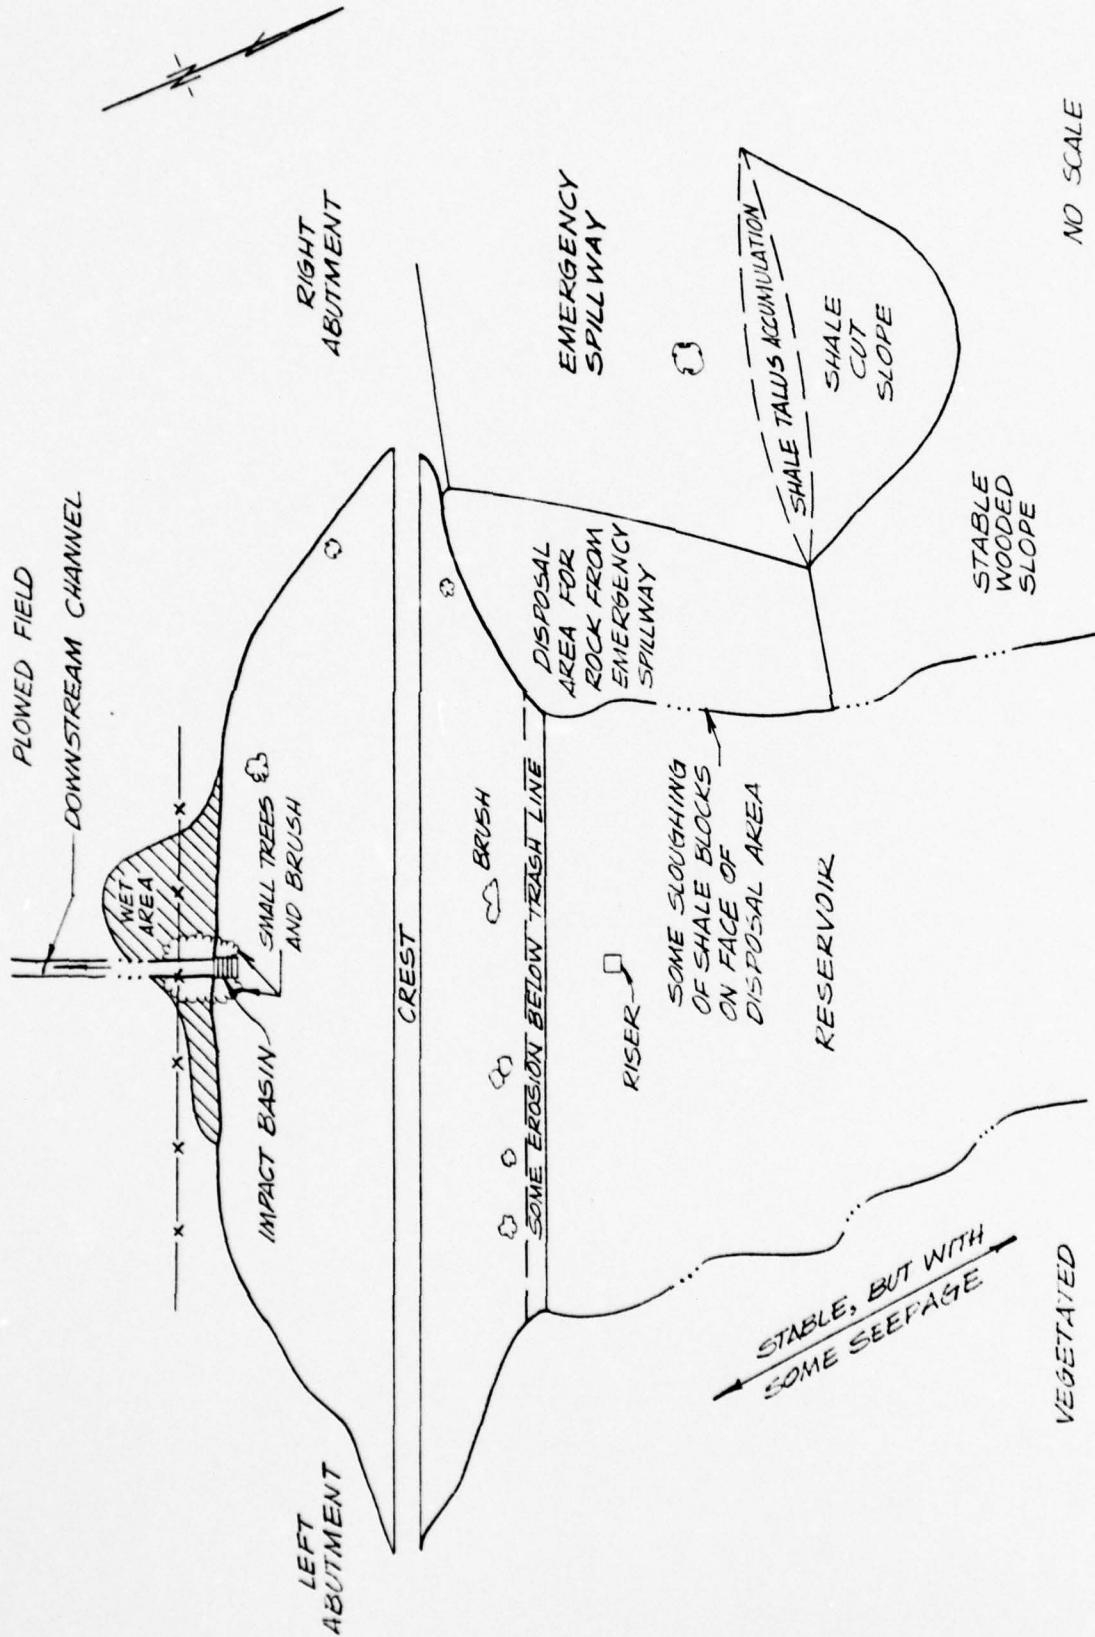 PLOWED FIELD
DOWNSTREAM CHANNEL
N
WET
AREA
SMALL TREES
AND BRUSH
IMPACT BASIN
LEFT
ABUTMENT
RIGHT
ABUTMENT
CREST
BRUSH
SOME EROSION BELOW TRASH LINE
RISER
DISPOSAL
AREA FOR
ROCK FROM
EMERGENCY
SPILLWAY
EMERGENCY
SPILLWAY
SHALE TALUS ACCUMULATION
SHALE
CUT
SLOPE
SOME SLOUGHING
OF SHALE BLOCKS
ON FACE OF
DISPOSAL AREA
RESERVOIR
STABLE
WOODED
SLOPE
STABLE, BUT WITH
SOME SEEPAGE
VEGETATED
NO SCALE